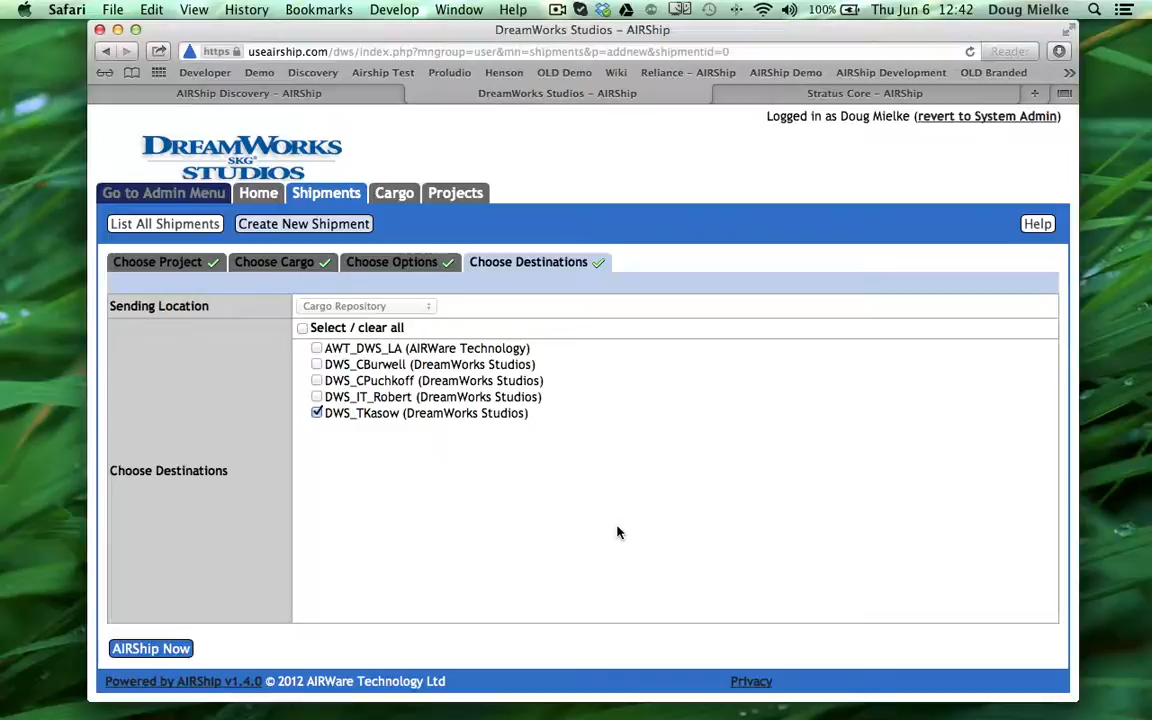 Safari File Edit View History Bookmarks Develop Window Help 100% Thu Jun 6 12:42 Doug Mielke
DreamWorks Studios – AIRShip
https useairship.com/dws/index.php?mngroup=user&mn=shipments&p=addnew&shipmentid=0 Reader
Developer Demo Discovery Airship Test Proludio Henson OLD Demo Wiki Reliance – AIRShip AIRShip Demo AIRShip Development OLD Branded
AIRShip Discovery – AIRShip DreamWorks Studios – AIRShip Stratus Core – AIRShip
Logged in as Doug Mielke (revert to System Admin)
DREAMWORKS
SKG
STUDIOS
Go to Admin Menu Home Shipments Cargo Projects
List All Shipments Create New Shipment Help
Choose Project Choose Cargo Choose Options Choose Destinations
Sending Location Cargo Repository
Select / clear all
AWT_DWS_LA (AIRWare Technology)
DWS_CBurwell (DreamWorks Studios)
DWS_CPuchkoff (DreamWorks Studios)
DWS_IT_Robert (DreamWorks Studios)
DWS_TKasow (DreamWorks Studios)
Choose Destinations
AIRShip Now
Powered by AIRShip v1.4.0 © 2012 AIRWare Technology Ltd Privacy